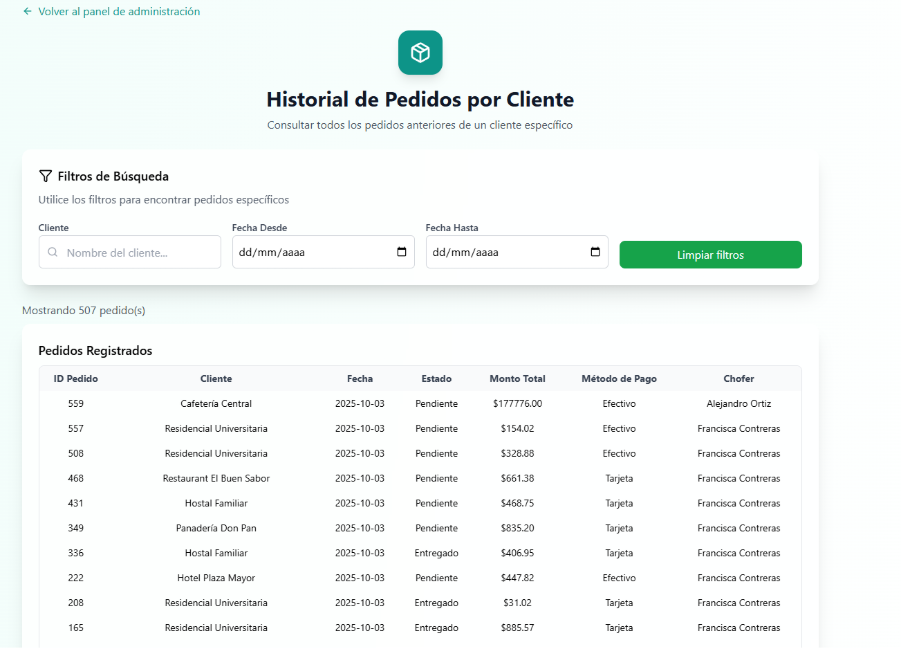 ← Volver al panel de administración
Historial de Pedidos por Cliente
Consultar todos los pedidos anteriores de un cliente específico
Filtros de Búsqueda
Utilice los filtros para encontrar pedidos específicos
Cliente Fecha Desde Fecha Hasta
Nombre del cliente... dd/mm/aaaa dd/mm/aaaa Limpiar filtros
Mostrando 507 pedido(s)
Pedidos Registrados
ID Pedido Cliente Fecha Estado Monto Total Método de Pago Chofer
559 Cafetería Central 2025-10-03 Pendiente $177776.00 Efectivo Alejandro Ortiz
557 Residencial Universitaria 2025-10-03 Pendiente $154.02 Efectivo Francisca Contreras
508 Residencial Universitaria 2025-10-03 Pendiente $328.88 Efectivo Francisca Contreras
468 Restaurant El Buen Sabor 2025-10-03 Pendiente $661.38 Tarjeta Francisca Contreras
431 Hostal Familiar 2025-10-03 Pendiente $468.75 Tarjeta Francisca Contreras
349 Panadería Don Pan 2025-10-03 Pendiente $835.20 Tarjeta Francisca Contreras
336 Hostal Familiar 2025-10-03 Entregado $406.95 Tarjeta Francisca Contreras
222 Hotel Plaza Mayor 2025-10-03 Pendiente $447.82 Efectivo Francisca Contreras
208 Residencial Universitaria 2025-10-03 Entregado $31.02 Tarjeta Francisca Contreras
165 Residencial Universitaria 2025-10-03 Entregado $885.57 Tarjeta Francisca Contreras